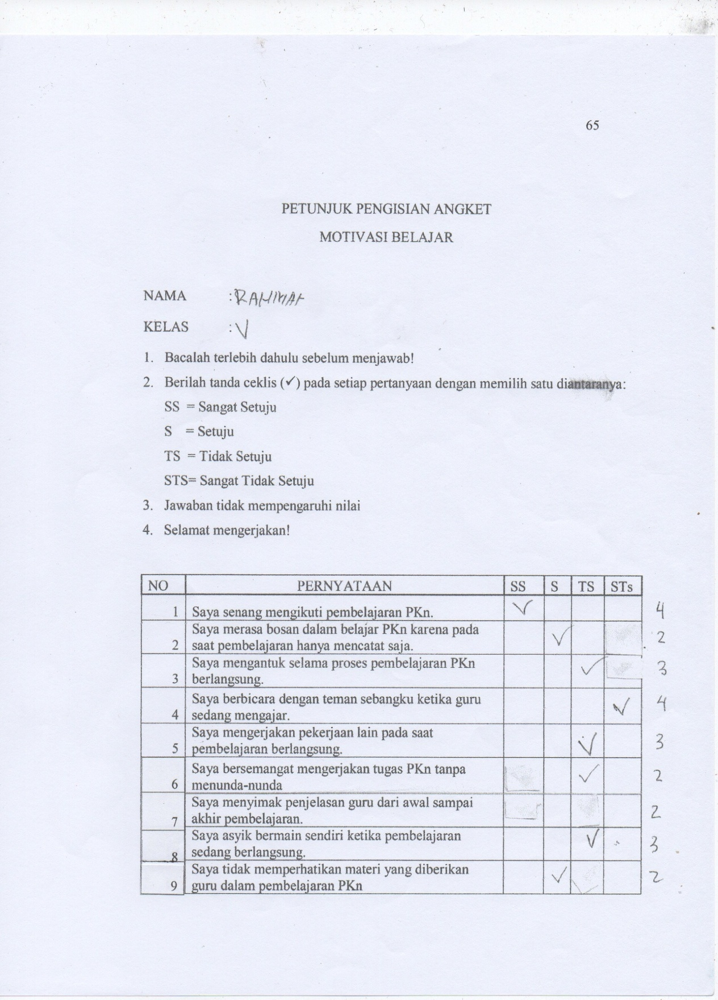 65
PETUNJUK PENGISIAN ANGKET
MOTIVASI BELAJAR
NAMA : RAHMAT
KELAS : V
1. Bacalah terlebih dahulu sebelum menjawab!
2. Berilah tanda ceklis (✓) pada setiap pertanyaan dengan memilih satu diantaranya:
SS = Sangat Setuju
S = Setuju
TS = Tidak Setuju
STS= Sangat Tidak Setuju
3. Jawaban tidak mempengaruhi nilai
4. Selamat mengerjakan!
NO PERNYATAAN SS S TS STs
1 Saya senang mengikuti pembelajaran PKn. ✓ 4
Saya merasa bosan dalam belajar PKn karena pada
2 saat pembelajaran hanya mencatat saja. ✓ 2
Saya mengantuk selama proses pembelajaran PKn
3 berlangsung. ✓ 3
Saya berbicara dengan teman sebangku ketika guru
4 sedang mengajar. ✓ 4
Saya mengerjakan pekerjaan lain pada saat
5 pembelajaran berlangsung. ✓ 3
Saya bersemangat mengerjakan tugas PKn tanpa
6 menunda-nunda ✓ 2
Saya menyimak penjelasan guru dari awal sampai
7 akhir pembelajaran. 2
Saya asyik bermain sendiri ketika pembelajaran
8 sedang berlangsung. ✓ 3
Saya tidak memperhatikan materi yang diberikan
9 guru dalam pembelajaran PKn ✓ 2